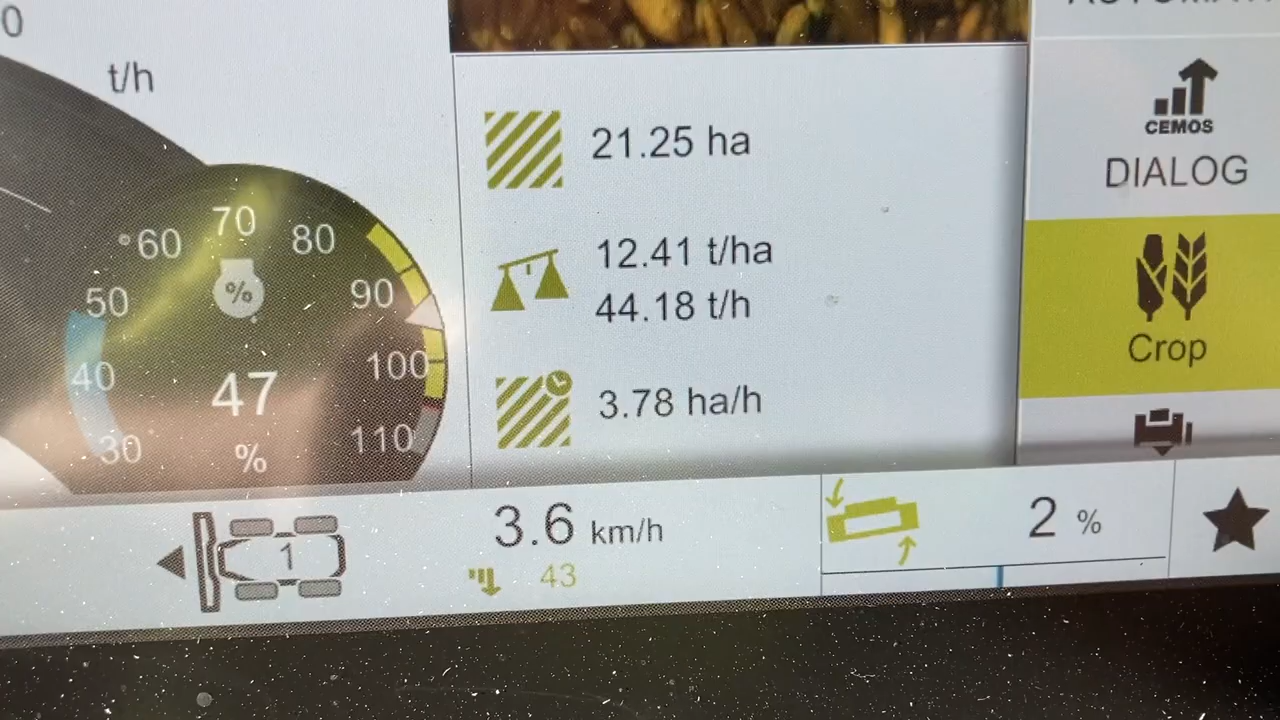 0
t/h
60
70
80
50
%
90
40
47
100
30
%
110
21.25 ha
12.41 t/ha
44.18 t/h
3.78 ha/h
CEMOS
DIALOG
Crop
1
3.6 km/h
43
2 %